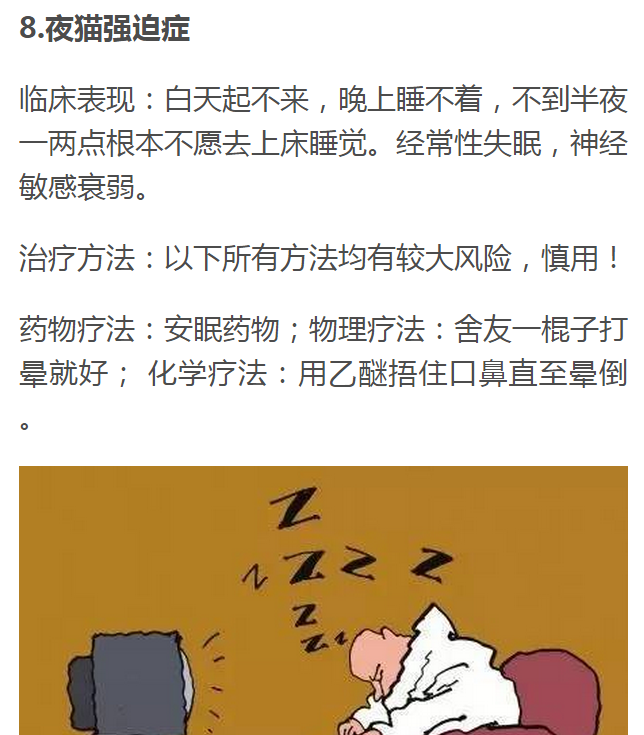 8.夜猫强迫症
临床表现：白天起不来，晚上睡不着，不到半夜
一两点根本不愿去上床睡觉。经常性失眠，神经
敏感衰弱。
治疗方法：以下所有方法均有较大风险，慎用！
药物疗法：安眠药物；物理疗法：舍友一棍子打
晕就好； 化学疗法：用乙醚捂住口鼻直至晕倒
。
Z
z Z Z Z
Z
Z z